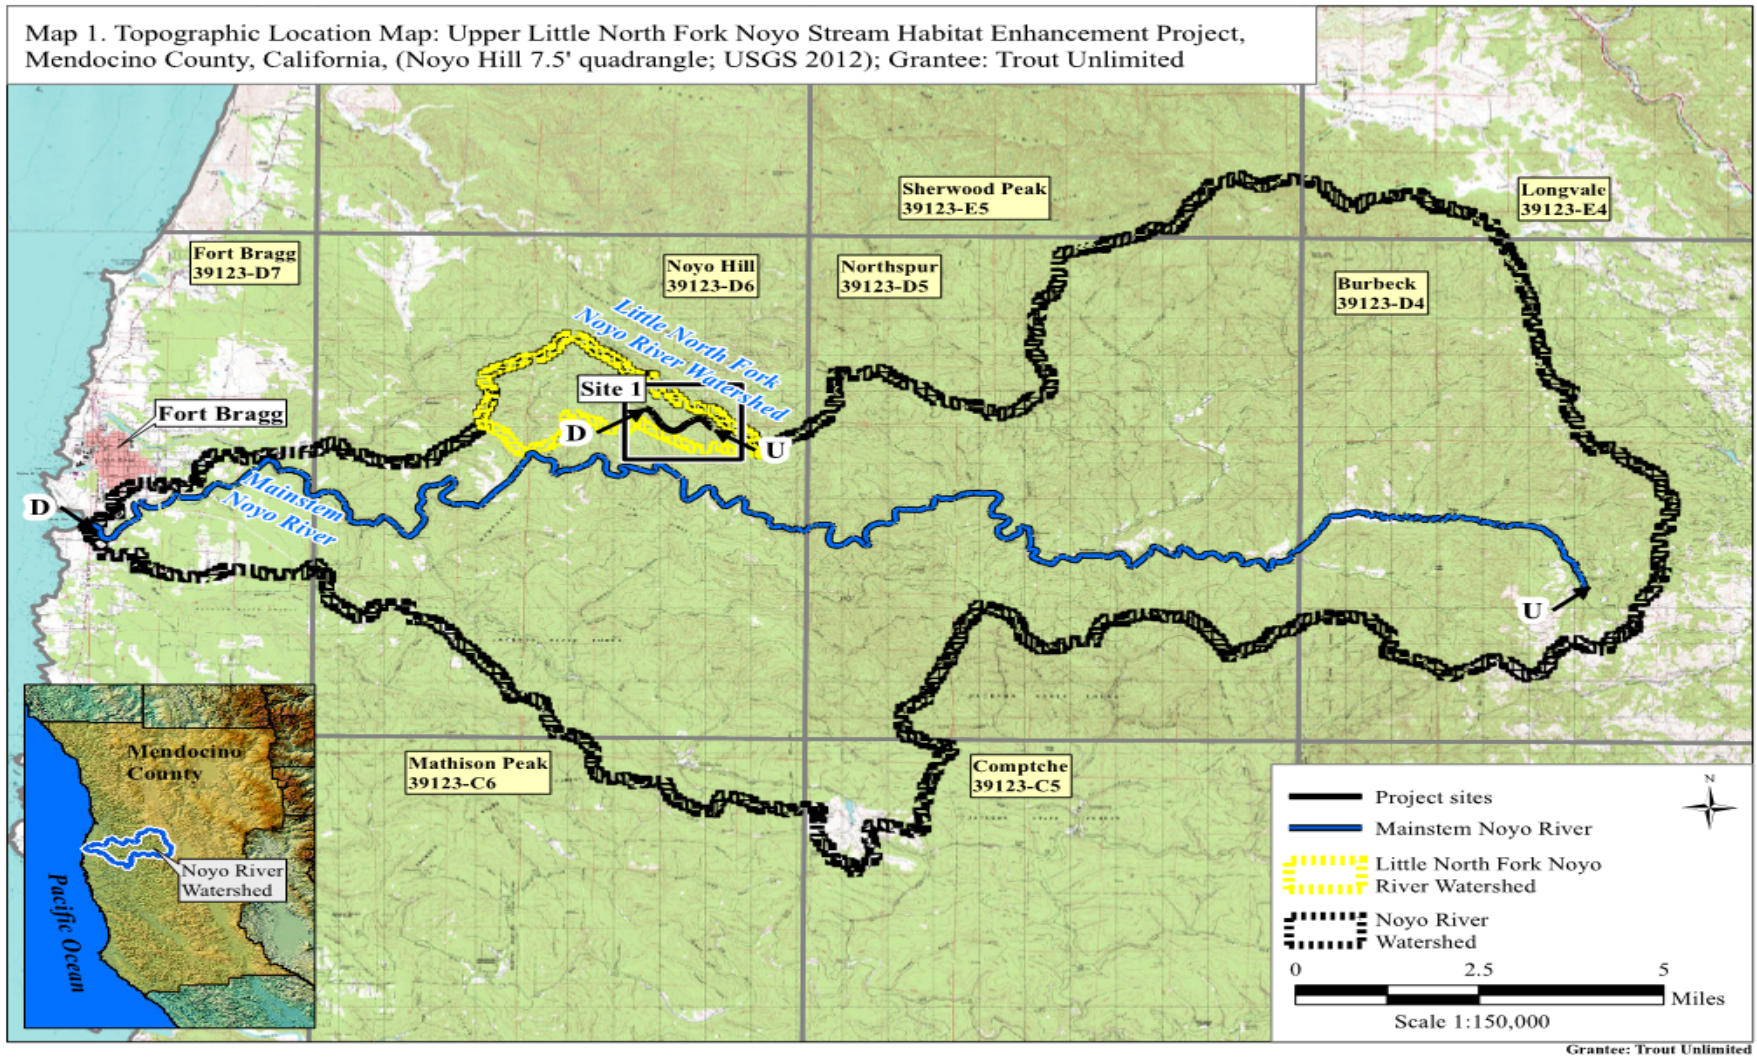 Map 1. Topographic Location Map: Upper Little North Fork Noyo Stream Habitat Enhancement Project,
Mendocino County, California, (Noyo Hill 7.5' quadrangle; USGS 2012); Grantee: Trout Unlimited
Sherwood Peak
39123-E5
Longvale
39123-E4
Fort Bragg
39123-D7
Noyo Hill
39123-D6
Northspur
39123-D5
Burbeck
39123-D4
Little North Fork
Noyo River Watershed
Site 1
Fort Bragg
D
U
Mainstem
Noyo River
D
U
Mathison Peak
39123-C6
Comptche
39123-C5
Mendocino
County
Noyo River
Watershed
Pacific Ocean
N
Project sites
Mainstem Noyo River
Little North Fork Noyo
River Watershed
Noyo River
Watershed
0 2.5 5
Miles
Scale 1:150,000
Grantee: Trout Unlimited